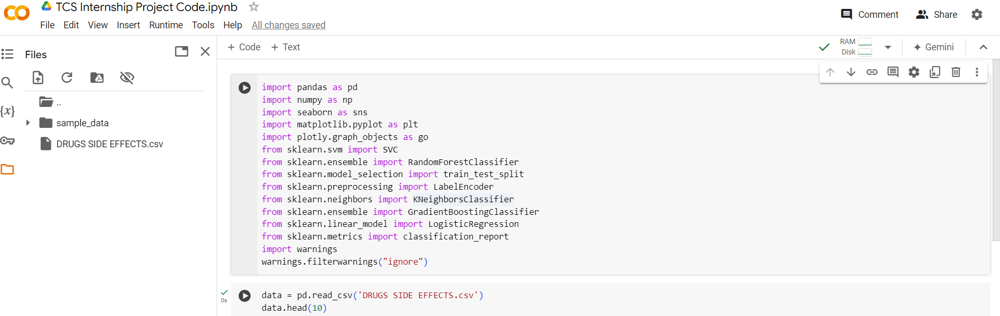 TCS Internship Project Code.ipynb
File Edit View Insert Runtime Tools Help All changes saved
Comment Share
Files
+ Code + Text
RAM
Disk
Gemini
..
sample_data
DRUGS SIDE EFFECTS.csv
{x}
import pandas as pd
import numpy as np
import seaborn as sns
import matplotlib.pyplot as plt
import plotly.graph_objects as go
from sklearn.svm import SVC
from sklearn.ensemble import RandomForestClassifier
from sklearn.model_selection import train_test_split
from sklearn.preprocessing import LabelEncoder
from sklearn.neighbors import KNeighborsClassifier
from sklearn.ensemble import GradientBoostingClassifier
from sklearn.linear_model import LogisticRegression
from sklearn.metrics import classification_report
import warnings
warnings.filterwarnings("ignore")
0s
data = pd.read_csv('DRUGS SIDE EFFECTS.csv')
data.head(10)